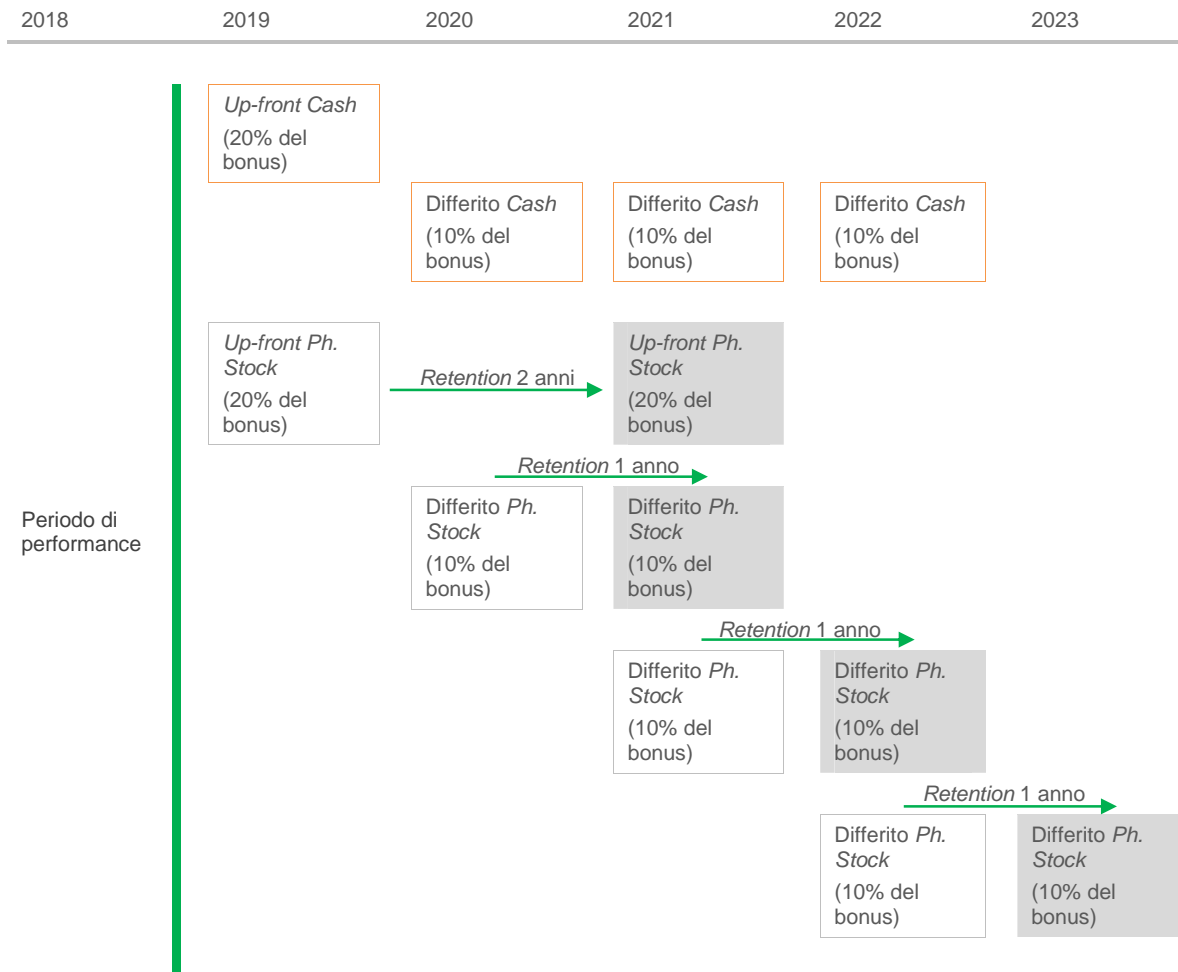 2018 2019 2020 2021 2022 2023
Up-front Cash
(20% del
bonus)
Differito Cash
(10% del
bonus)
Differito Cash
(10% del
bonus)
Differito Cash
(10% del
bonus)
Up-front Ph.
Stock
(20% del
bonus)
Retention 2 anni
Up-front Ph.
Stock
(20% del
bonus)
Retention 1 anno
Periodo di
performance
Differito Ph.
Stock
(10% del
bonus)
Differito Ph.
Stock
(10% del
bonus)
Retention 1 anno
Differito Ph.
Stock
(10% del
bonus)
Differito Ph.
Stock
(10% del
bonus)
Retention 1 anno
Differito Ph.
Stock
(10% del
bonus)
Differito Ph.
Stock
(10% del
bonus)